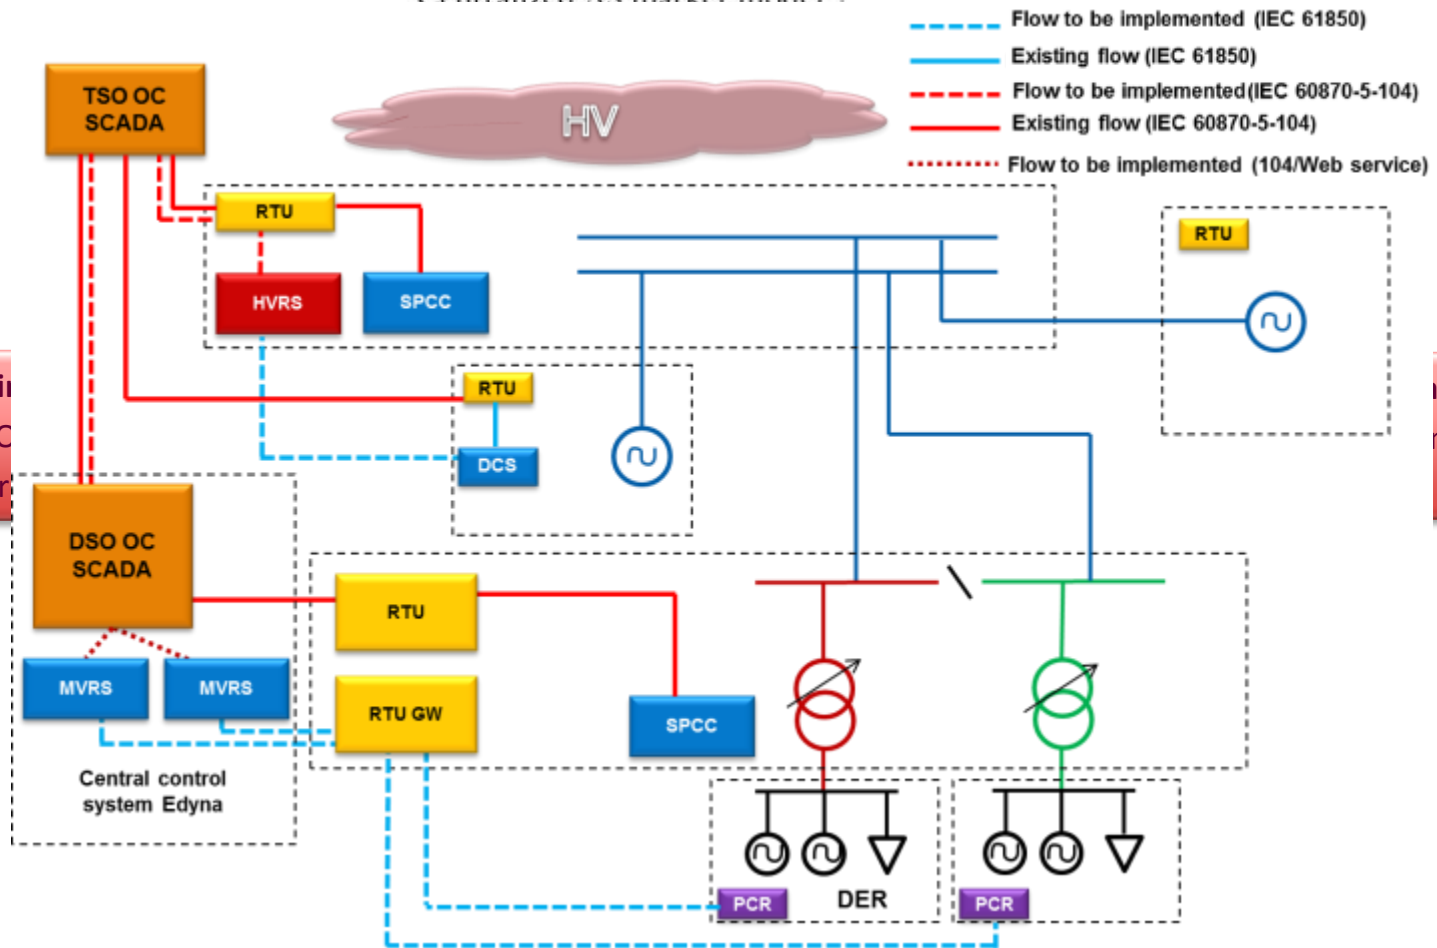 Flow to be implemented (IEC 61850)
Existing flow (IEC 61850)
Flow to be implemented(IEC 60870-5-104)
Existing flow (IEC 60870-5-104)
Flow to be implemented (104/Web service)
TSO OC
SCADA
HV
RTU
RTU
HVRS
SPCC
RTU
DCS
DSO OC
SCADA
RTU
MVRS
MVRS
RTU GW
SPCC
Central control
system Edyna
PCR
DER
PCR